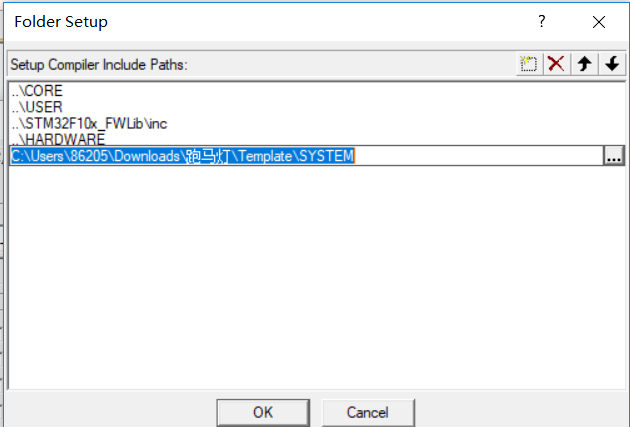 Folder Setup
Setup Compiler Include Paths:
..\CORE
..\USER
..\STM32F10x_FWLib\inc
..\HARDWARE
C:\Users\86205\Downloads\跑马灯\Template\SYSTEM
...
OK
Cancel